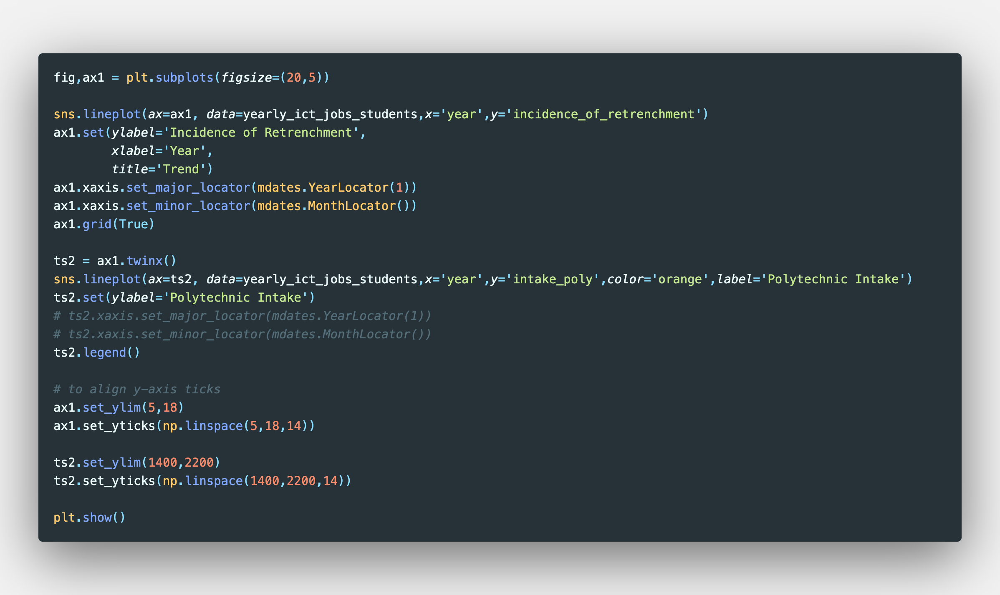 fig,ax1 = plt.subplots(figsize=(20,5))

sns.lineplot(ax=ax1, data=yearly_ict_jobs_students,x='year',y='incidence_of_retrenchment')
ax1.set(ylabel='Incidence of Retrenchment',
        xlabel='Year',
        title='Trend')
ax1.xaxis.set_major_locator(mdates.YearLocator(1))
ax1.xaxis.set_minor_locator(mdates.MonthLocator())
ax1.grid(True)

ts2 = ax1.twinx()
sns.lineplot(ax=ts2, data=yearly_ict_jobs_students,x='year',y='intake_poly',color='orange',label='Polytechnic Intake')
ts2.set(ylabel='Polytechnic Intake')
# ts2.xaxis.set_major_locator(mdates.YearLocator(1))
# ts2.xaxis.set_minor_locator(mdates.MonthLocator())
ts2.legend()

# to align y-axis ticks
ax1.set_ylim(5,18)
ax1.set_yticks(np.linspace(5,18,14))

ts2.set_ylim(1400,2200)
ts2.set_yticks(np.linspace(1400,2200,14))

plt.show()